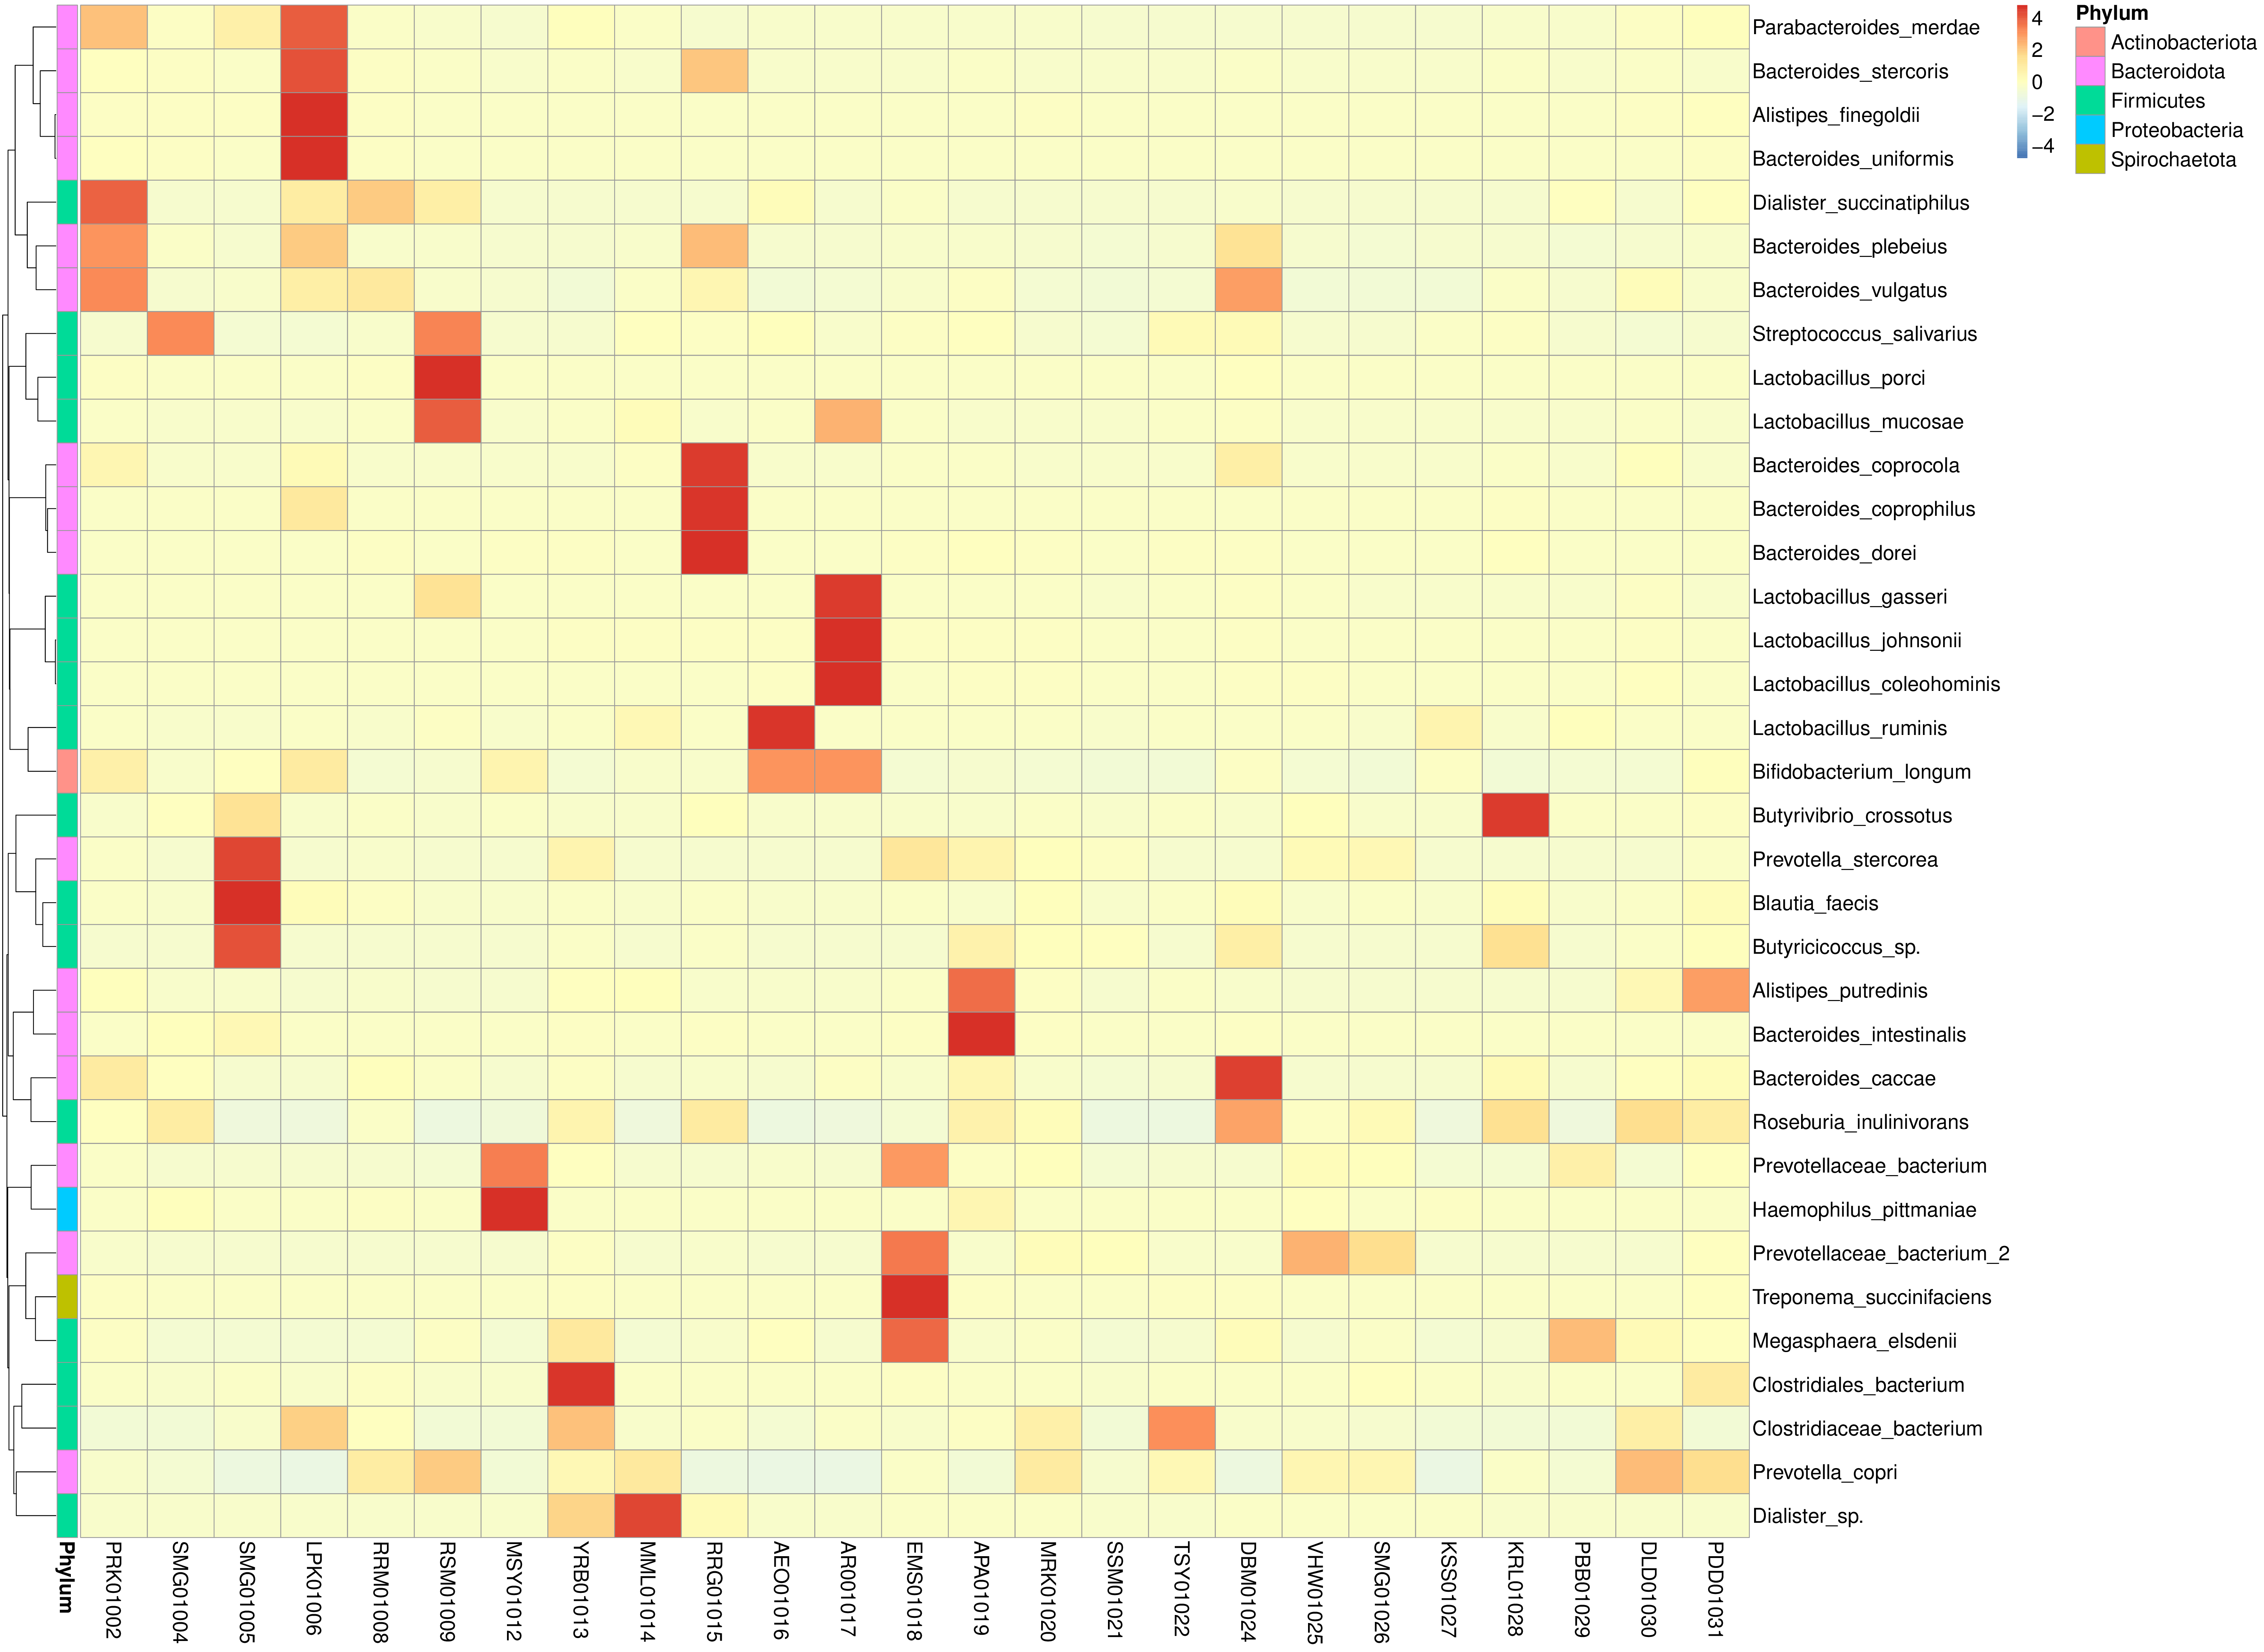 Parabacteroides_merdae
Bacteroides_stercoris
Alistipes_finegoldii
Bacteroides_uniformis
Dialister_succinatiphilus
Bacteroides_plebeius
Bacteroides_vulgatus
Streptococcus_salivarius
Lactobacillus_porci
Lactobacillus_mucosae
Bacteroides_coprocola
Bacteroides_coprophilus
Bacteroides_dorei
Lactobacillus_gasseri
Lactobacillus_johnsonii
Lactobacillus_coleohominis
Lactobacillus_ruminis
Bifidobacterium_longum
Butyrivibrio_crossotus
Prevotella_stercorea
Blautia_faecis
Butyricicoccus_sp.
Alistipes_putredinis
Bacteroides_intestinalis
Bacteroides_caccae
Roseburia_inulinivorans
Prevotellaceae_bacterium
Haemophilus_pittmaniae
Prevotellaceae_bacterium_2
Treponema_succinifaciens
Megasphaera_elsdenii
Clostridiales_bacterium
Clostridiaceae_bacterium
Prevotella_copri
Dialister_sp.
4
2
0
−2
−4
Phylum
Actinobacteriota
Bacteroidota
Firmicutes
Proteobacteria
Spirochaetota
Phylum
PRK01002
SMG01004
SMG01005
LPK01006
RRM01008
RSM01009
MSY01012
YRB01013
MML01014
RRG01015
AEO01016
AR001017
EMS01018
APA01019
MRK01020
SSM01021
TSY01022
DBM01024
VHW01025
SMG01026
KSS01027
KRL01028
PBB01029
DLD01030
PDD01031